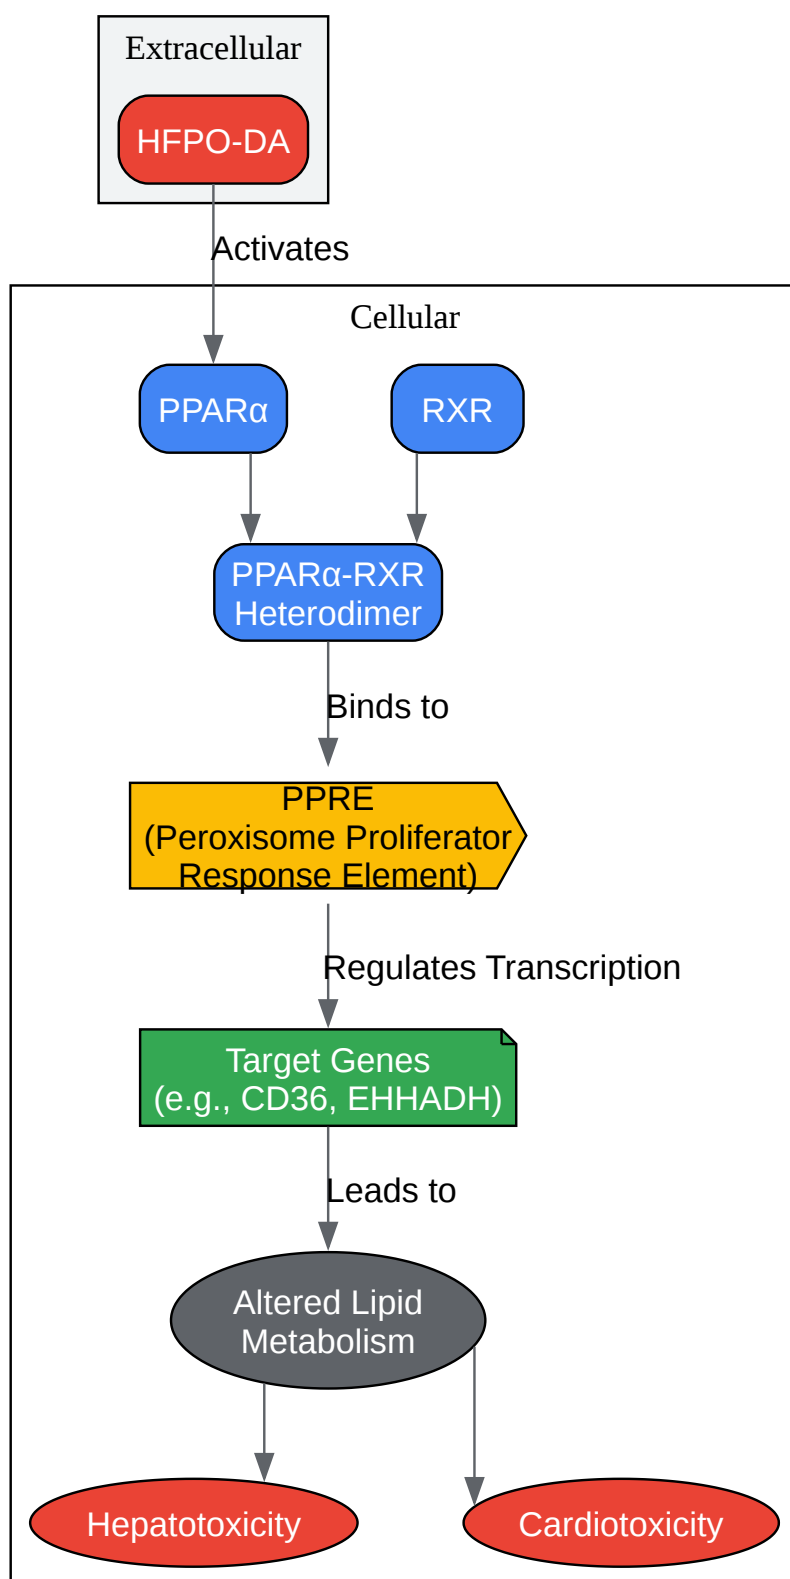 Extracellular
HFPO-DA
Activates
Cellular
PPARα
RXR
PPARα-RXR
Heterodimer
Binds to
PPRE
(Peroxisome Proliferator
Response Element)
Regulates Transcription
Target Genes
(e.g., CD36, EHHADH)
Leads to
Altered Lipid
Metabolism
Hepatotoxicity
Cardiotoxicity